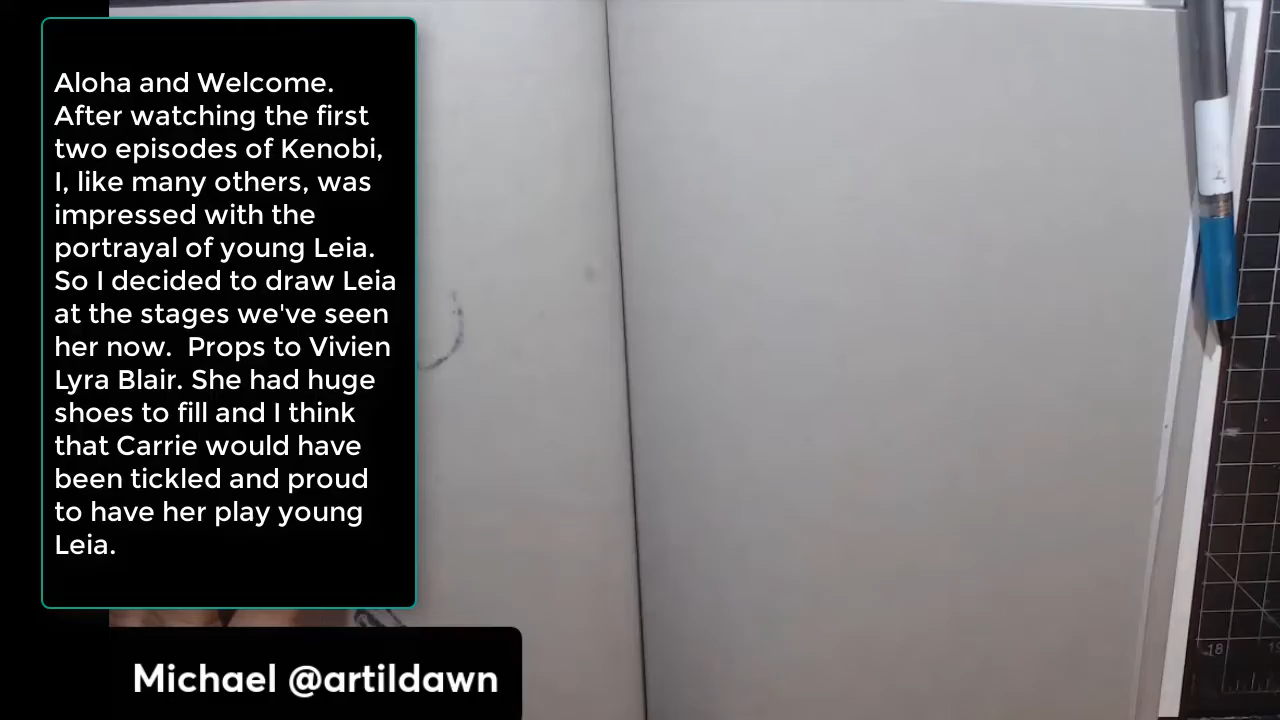 Aloha and Welcome.
After watching the first
two episodes of Kenobi,
I, like many others, was
impressed with the
portrayal of young Leia.
So I decided to draw Leia
at the stages we've seen
her now.  Props to Vivien
Lyra Blair. She had huge
shoes to fill and I think
that Carrie would have
been tickled and proud
to have her play young
Leia.
Michael @artildawn
18